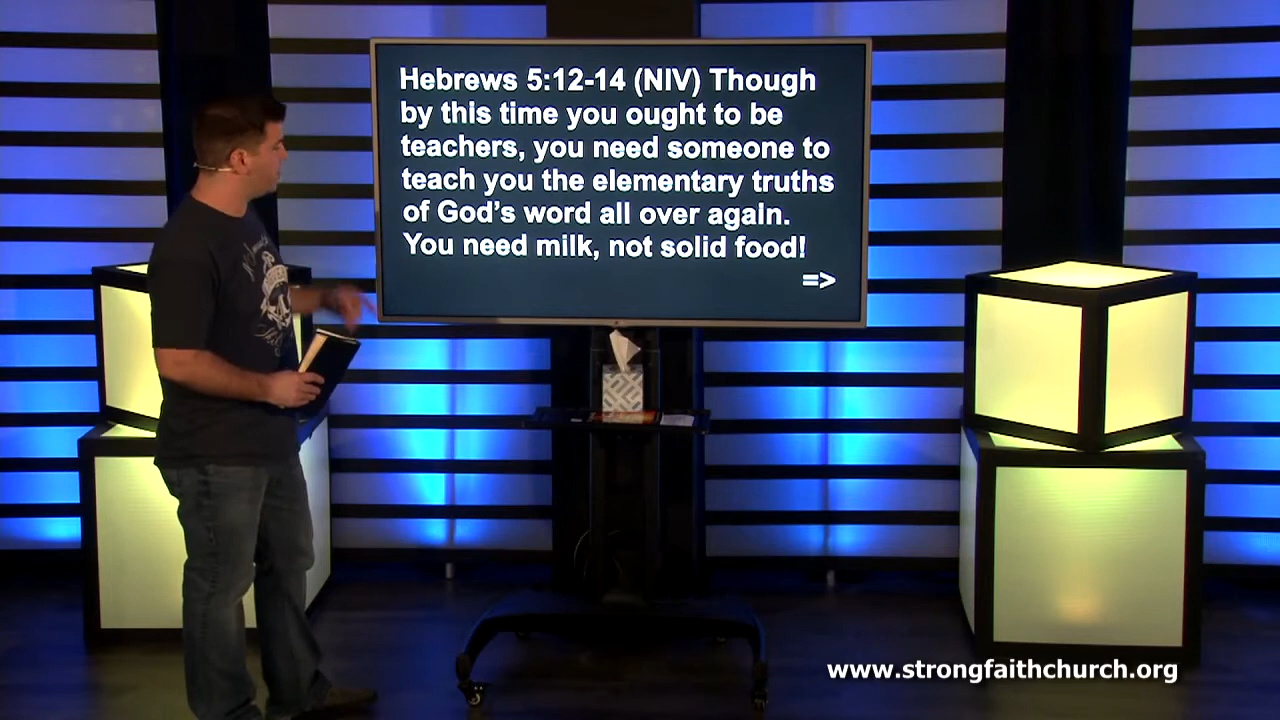 Hebrews 5:12-14 (NIV) Though
by this time you ought to be
teachers, you need someone to
teach you the elementary truths
of God’s word all over again.
You need milk, not solid food!
=>
www.strongfaithchurch.org